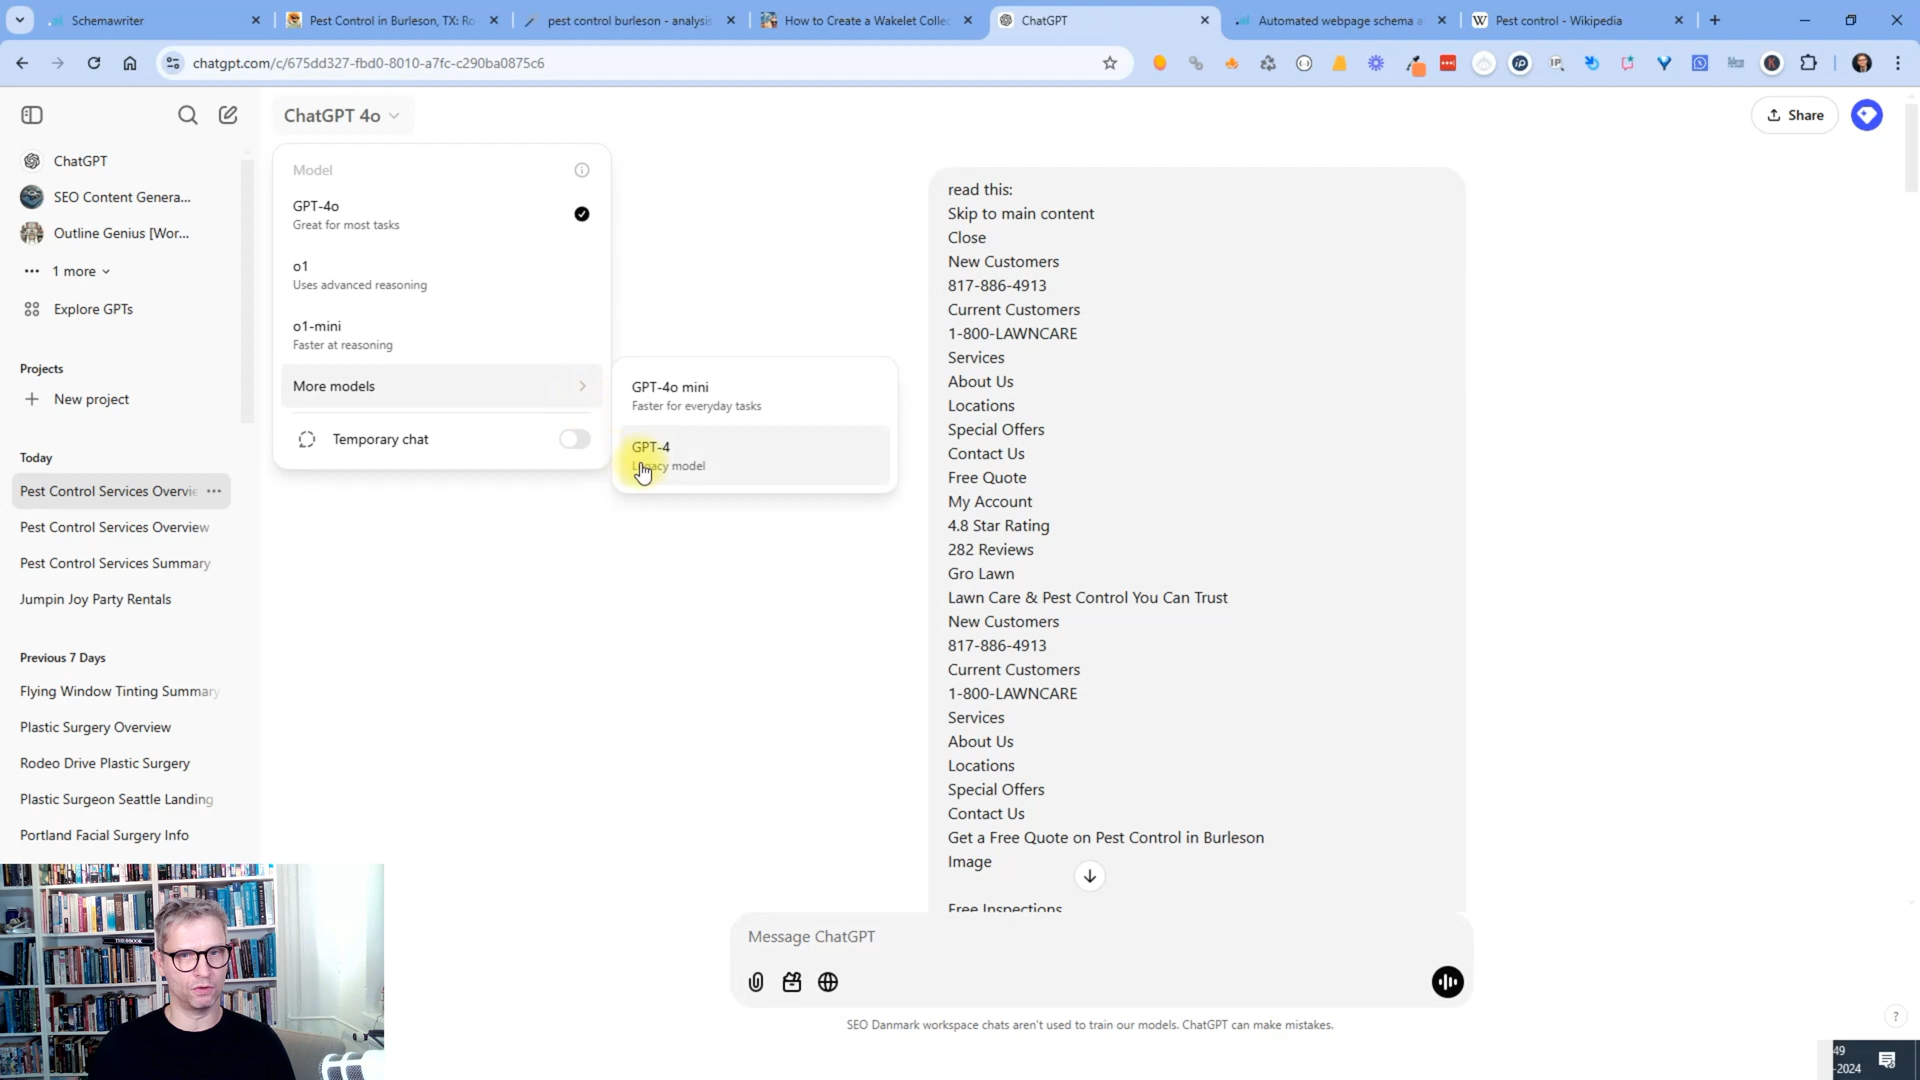 Schemawriter
Pest Control in Burleson, TX: Ro
pest control burleson - analysis
How to Create a Wakelet Collec
ChatGPT
Automated webpage schema a
Pest control - Wikipedia
chatgpt.com/c/675dd327-fbd0-8010-a7fc-c290ba0875c6
ChatGPT 4o
Share
ChatGPT
SEO Content Genera...
Outline Genius [Wor...
1 more
Explore GPTs
Projects
New project
Today
Pest Control Services Overvie
Pest Control Services Overview
Pest Control Services Summary
Jumpin Joy Party Rentals
Previous 7 Days
Flying Window Tinting Summary
Plastic Surgery Overview
Rodeo Drive Plastic Surgery
Plastic Surgeon Seattle Landing
Portland Facial Surgery Info
Model
GPT-4o
Great for most tasks
o1
Uses advanced reasoning
o1-mini
Faster at reasoning
More models
Temporary chat
GPT-4o mini
Faster for everyday tasks
GPT-4
Legacy model
read this:
Skip to main content
Close
New Customers
817-886-4913
Current Customers
1-800-LAWNCARE
Services
About Us
Locations
Special Offers
Contact Us
Free Quote
My Account
4.8 Star Rating
282 Reviews
Gro Lawn
Lawn Care & Pest Control You Can Trust
New Customers
817-886-4913
Current Customers
1-800-LAWNCARE
Services
About Us
Locations
Special Offers
Contact Us
Get a Free Quote on Pest Control in Burleson
Image
Free Inspections
Message ChatGPT
SEO Danmark workspace chats aren't used to train our models. ChatGPT can make mistakes.
?
49
-2024